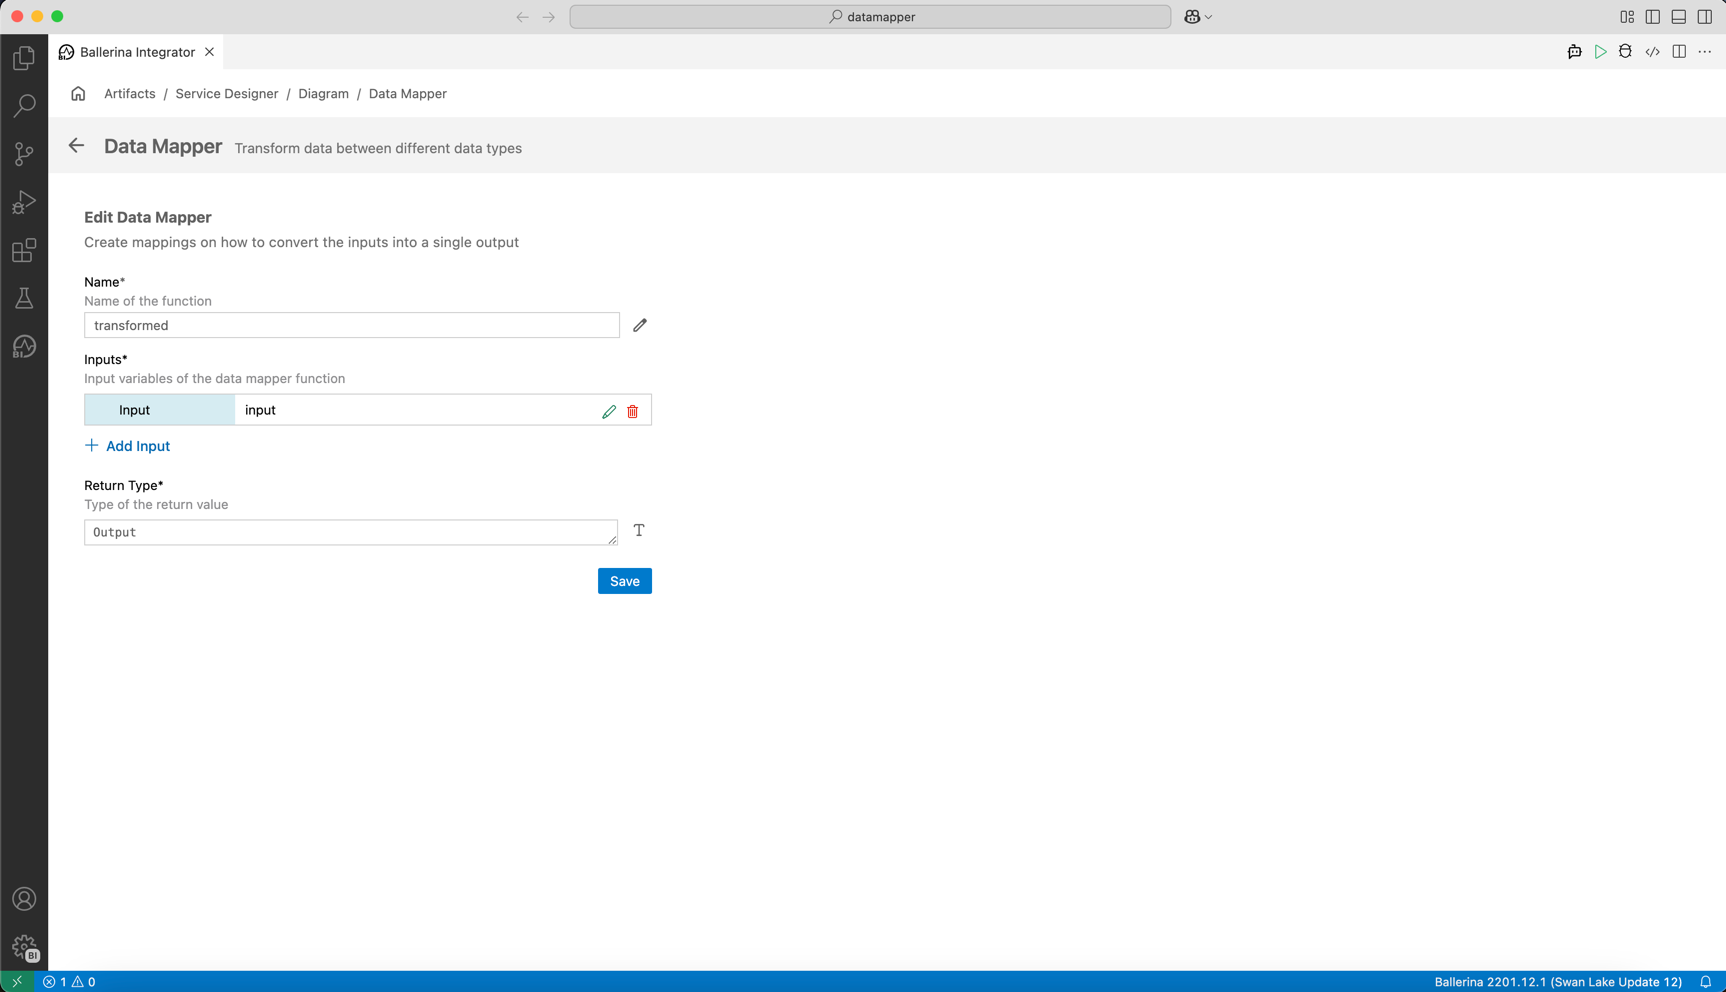 datamapper
Ballerina Integrator
Artifacts / Service Designer / Diagram / Data Mapper
Data Mapper Transform data between different data types
Edit Data Mapper
Create mappings on how to convert the inputs into a single output
Name*
Name of the function
transformed
Inputs*
Input variables of the data mapper function
Input input
+ Add Input
Return Type*
Type of the return value
Output
Save
BI
BI
1 0 Ballerina 2201.12.1 (Swan Lake Update 12)